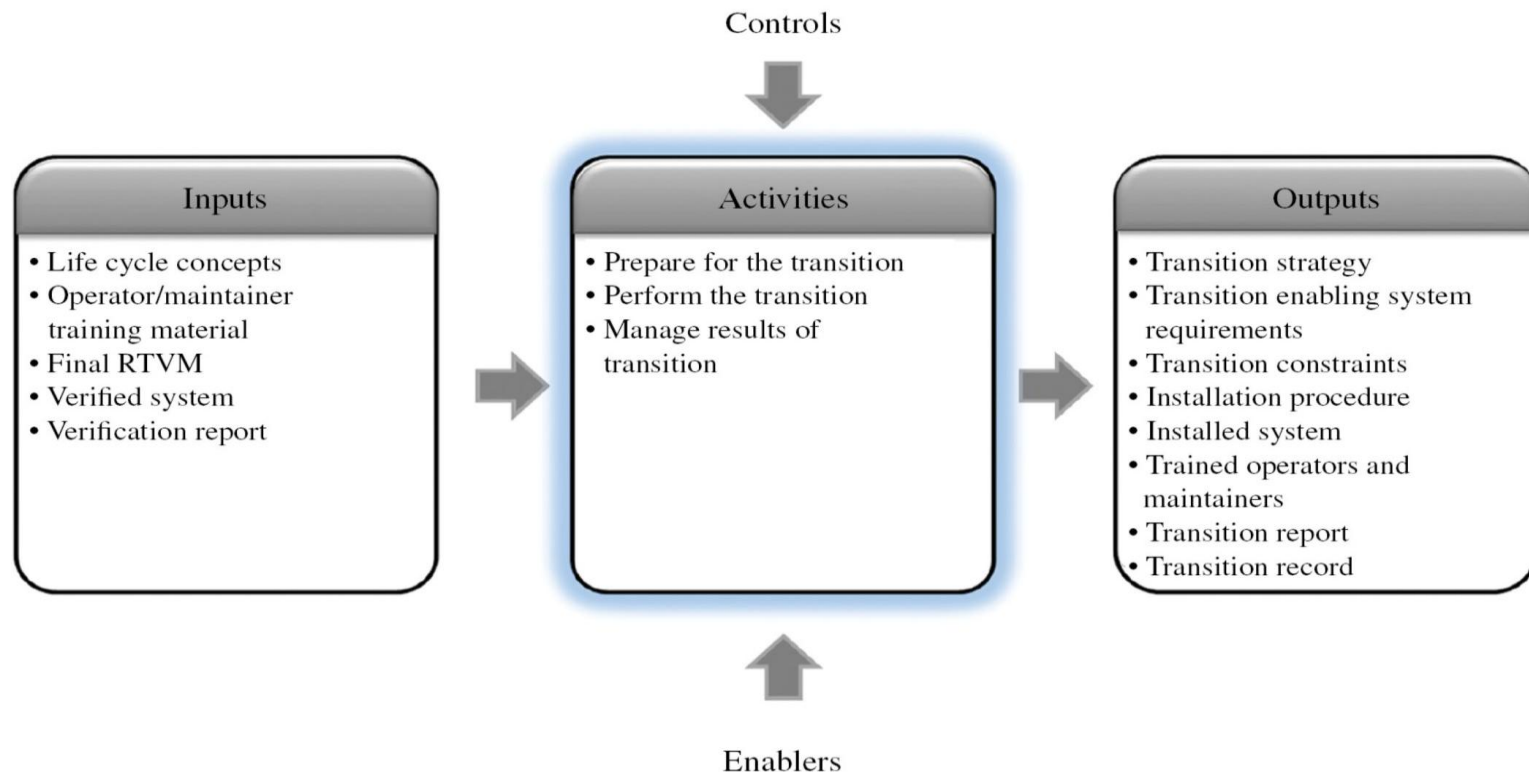 Controls
Inputs
• Life cycle concepts
• Operator/maintainer
training material
• Final RTVM
• Verified system
• Verification report
Activities
• Prepare for the transition
• Perform the transition
• Manage results of
transition
Outputs
• Transition strategy
• Transition enabling system
requirements
• Transition constraints
• Installation procedure
• Installed system
• Trained operators and
maintainers
• Transition report
• Transition record
Enablers